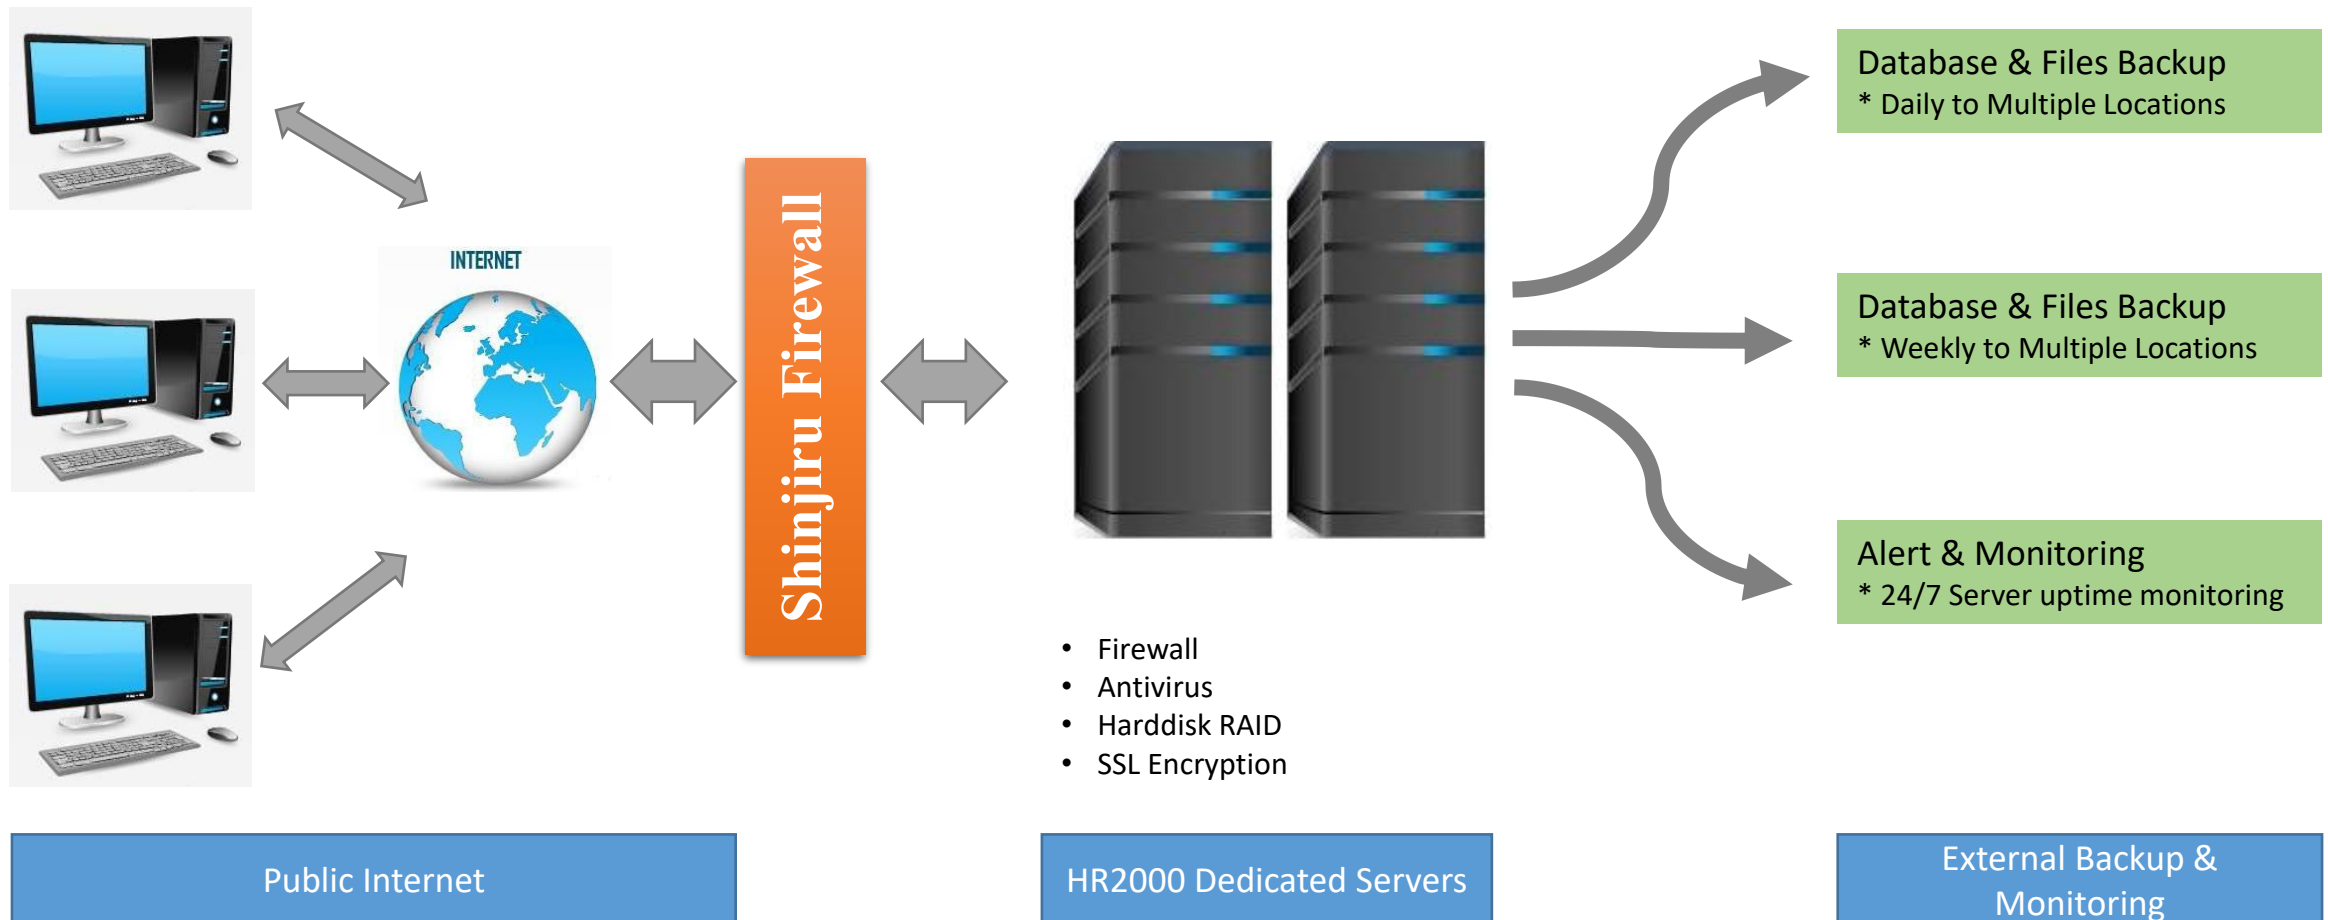 INTERNET
Shinjiru Firewall
• Firewall
• Antivirus
• Harddisk RAID
• SSL Encryption
Database & Files Backup
* Daily to Multiple Locations
Database & Files Backup
* Weekly to Multiple Locations
Alert & Monitoring
* 24/7 Server uptime monitoring
Public Internet
HR2000 Dedicated Servers
External Backup &
Monitoring